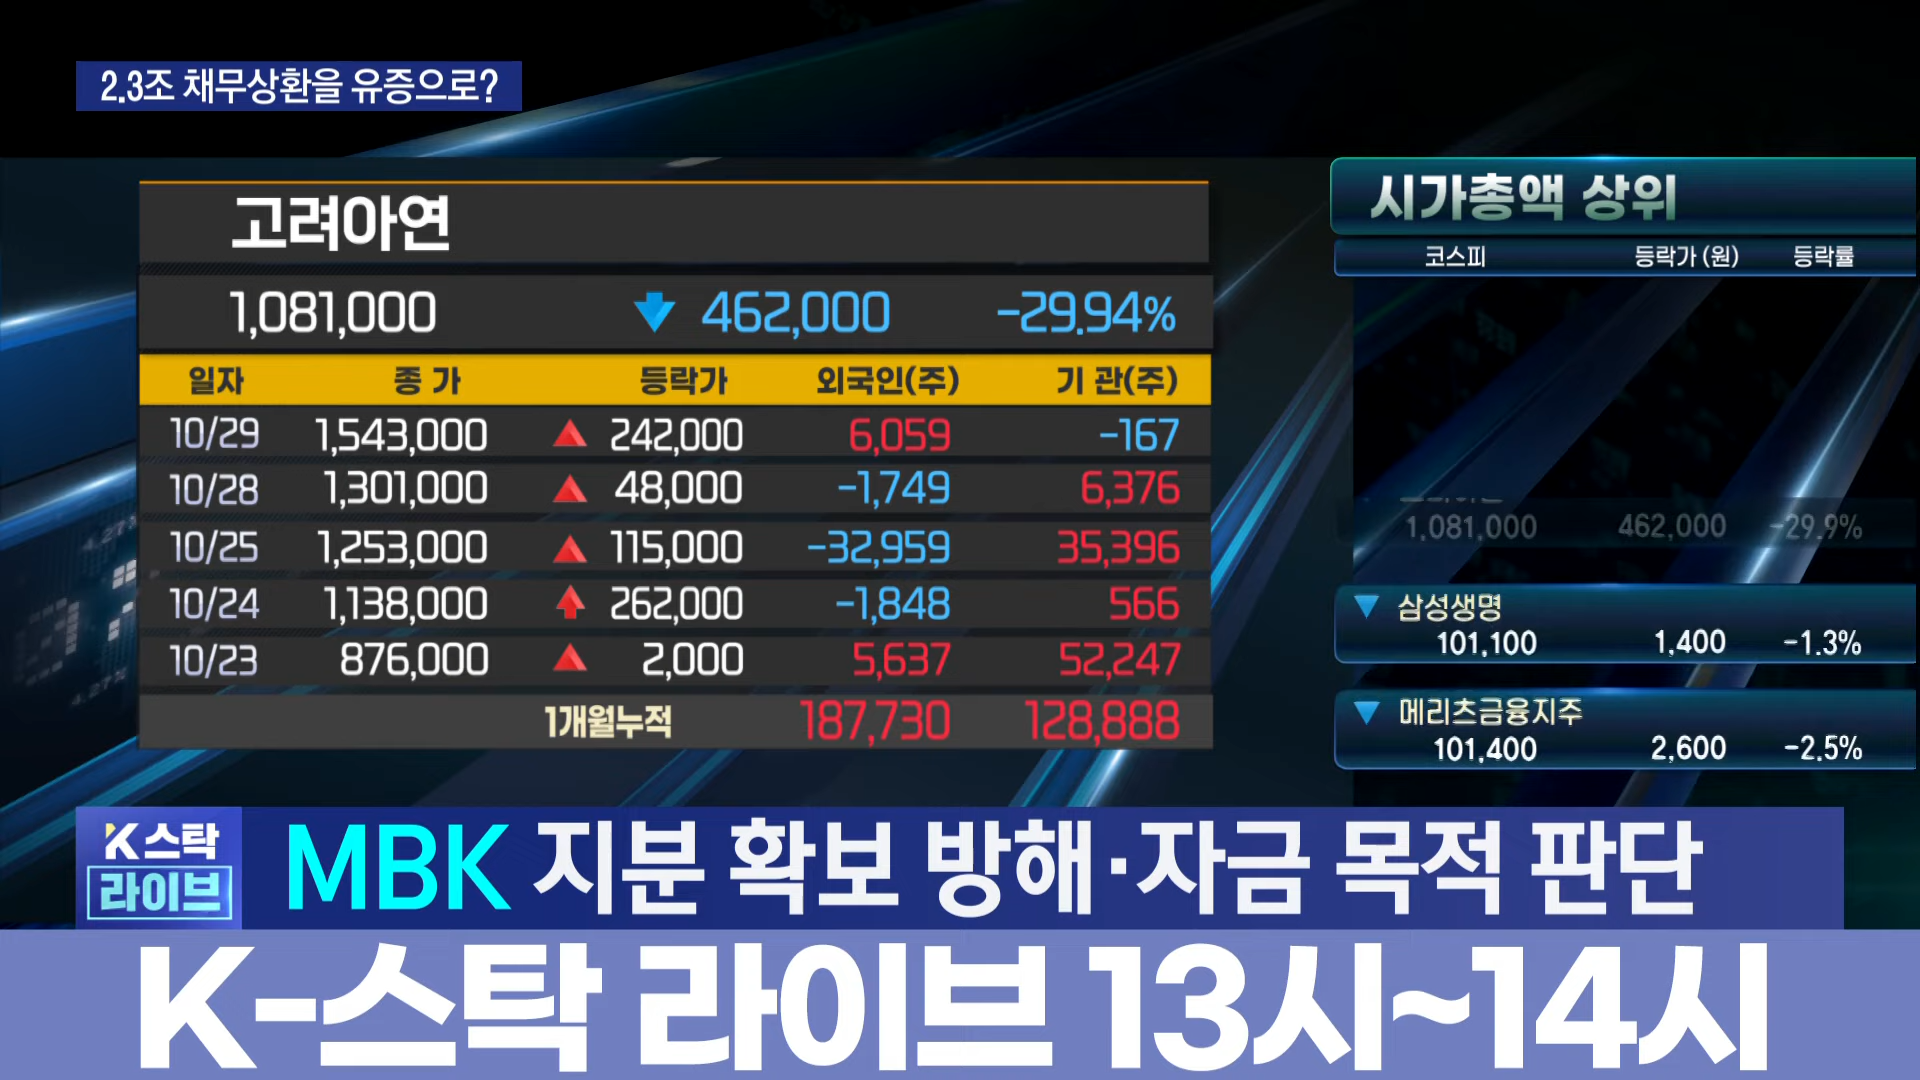 2.3조 채무상환을 유증으로?
고려아연
1,081,000 462,000 -29.94%
일자 종 가 등락가 외국인(주) 기 관(주)
10/29 1,543,000 242,000 6,059 -167
10/28 1,301,000 48,000 -1,749 6,376
10/25 1,253,000 115,000 -32,959 35,396
10/24 1,138,000 262,000 -1,848 566
10/23 876,000 2,000 5,637 52,247
1개월누적 187,730 128,888
시가총액 상위
코스피 등락가(원) 등락률
1,081,000 462,000 -29.9%
삼성생명
101,100 1,400 -1.3%
메리츠금융지주
101,400 2,600 -2.5%
K스탁
라이브
MBK 지분 확보 방해·자금 목적 판단
K-스탁 라이브 13시~14시